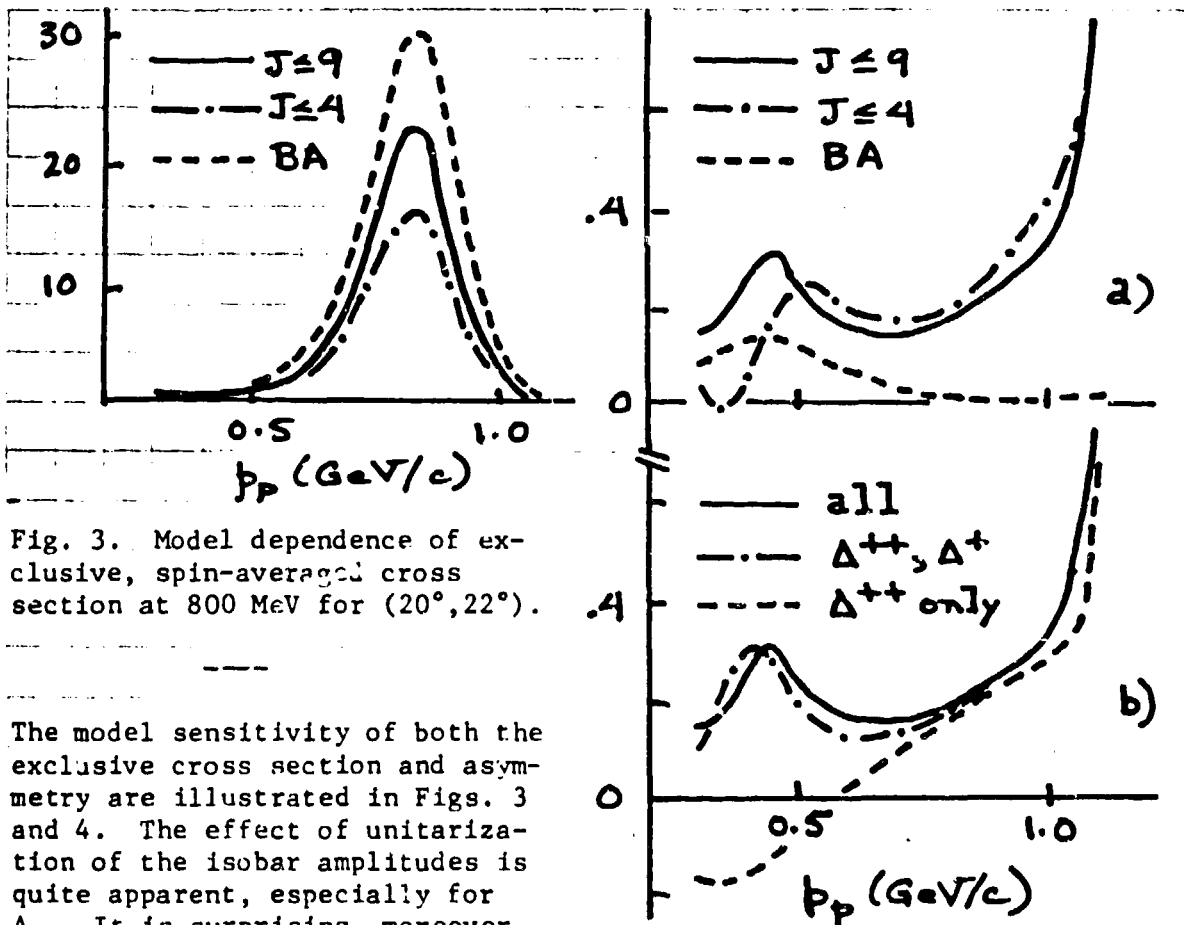 30
20
10
J≤9
J≤4
BA
0.5 1.0
pp (GeV/c)
Fig. 3. Model dependence of ex-
clusive, spin-averaged cross
section at 800 MeV for (20°,22°).
The model sensitivity of both the
exclusive cross section and asym-
metry are illustrated in Figs. 3
and 4. The effect of unitariza-
tion of the isobar amplitudes is
quite apparent, especially for
It is surprising, moreover
J≤9
J≤4
BA
.4
0
a)
all
Δ++, Δ+
Δ++ only
.4
0
b)
0.5 1.0
pp (GeV/c)